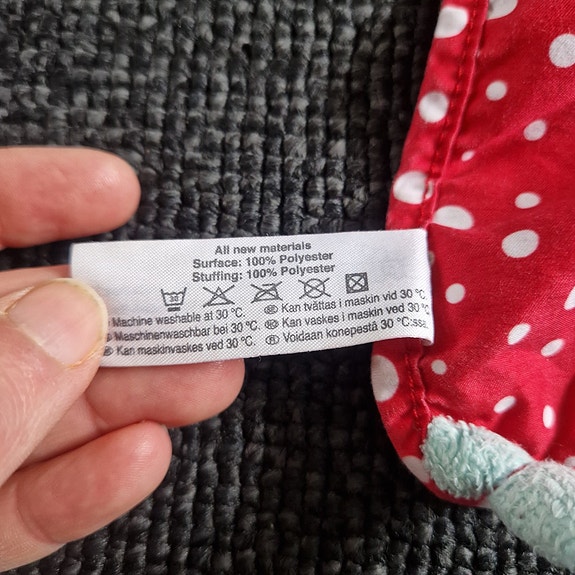 All new materials
Surface: 100% Polyester
Stuffing: 100% Polyester
30
Machine washable at 30 °C. SE Kan tvättas i maskin vid 30 °C
Maschinenwaschbar bei 30 °C. Kan vaskes i maskin ved 30 °C
Kan maskinvaskes ved 30 °C. Voidaan konepestä 30 °C:ssa.